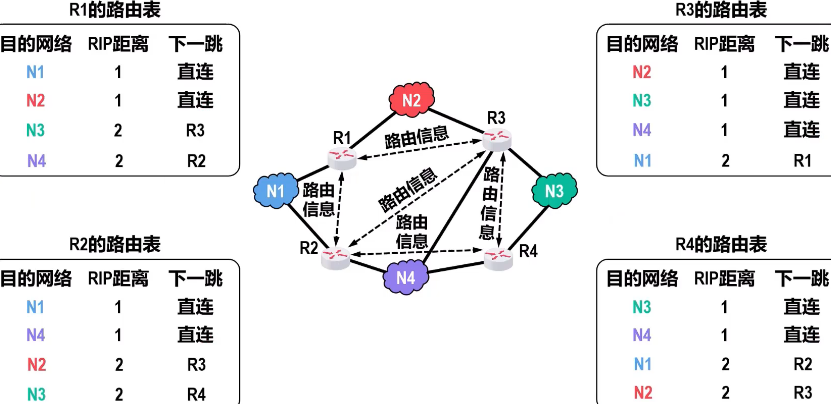 R1的路由表
目的网络 RIP距离 下一跳
N1 1 直连
N2 1 直连
N3 2 R3
N4 2 R2
R3的路由表
目的网络 RIP距离 下一跳
N2 1 直连
N3 1 直连
N4 1 直连
N1 2 R1
N2
R3
R1
路由信息
N1
路由
信息
路由信息
路由
信息
N3
R2
路由
信息
R4
N4
R2的路由表
目的网络 RIP距离 下一跳
N1 1 直连
N4 1 直连
N2 2 R3
N3 2 R4
R4的路由表
目的网络 RIP距离 下一跳
N3 1 直连
N4 1 直连
N1 2 R2
N2 2 R3